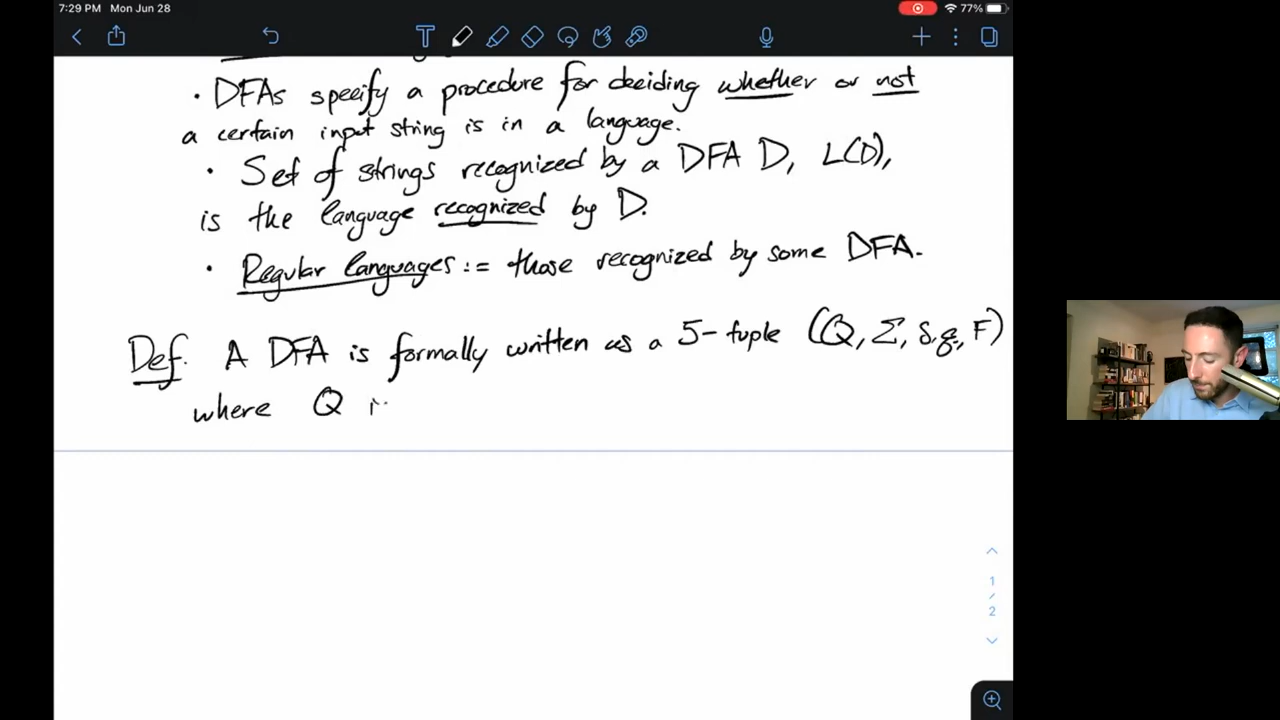 7:29 PM Mon Jun 28
77%
• DFAs specify a procedure for deciding whether or not
a certain input string is in a language.
• Set of strings recognized by a DFA D, L(D),
is the language recognized by D.
• Regular languages := those recognized by some DFA.
Def. A DFA is formally written as a 5-tuple (Q, Σ, δ, q₀, F)
where Q
1
/
2